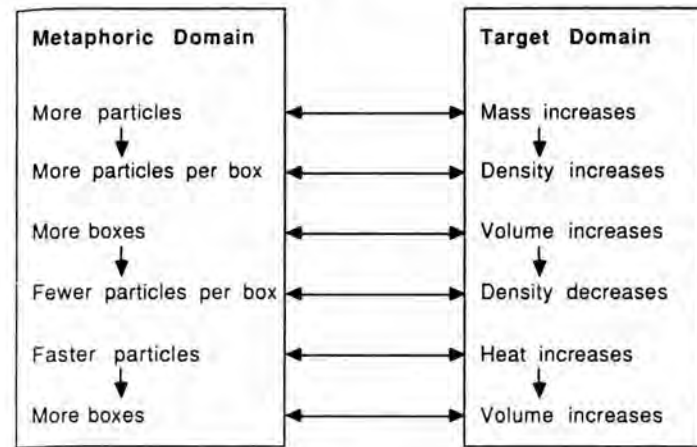 Metaphoric Domain
Target Domain
More particles
Mass increases
More particles per box
Density increases
More boxes
Volume increases
Fewer particles per box
Density decreases
Faster particles
Heat increases
More boxes
Volume increases